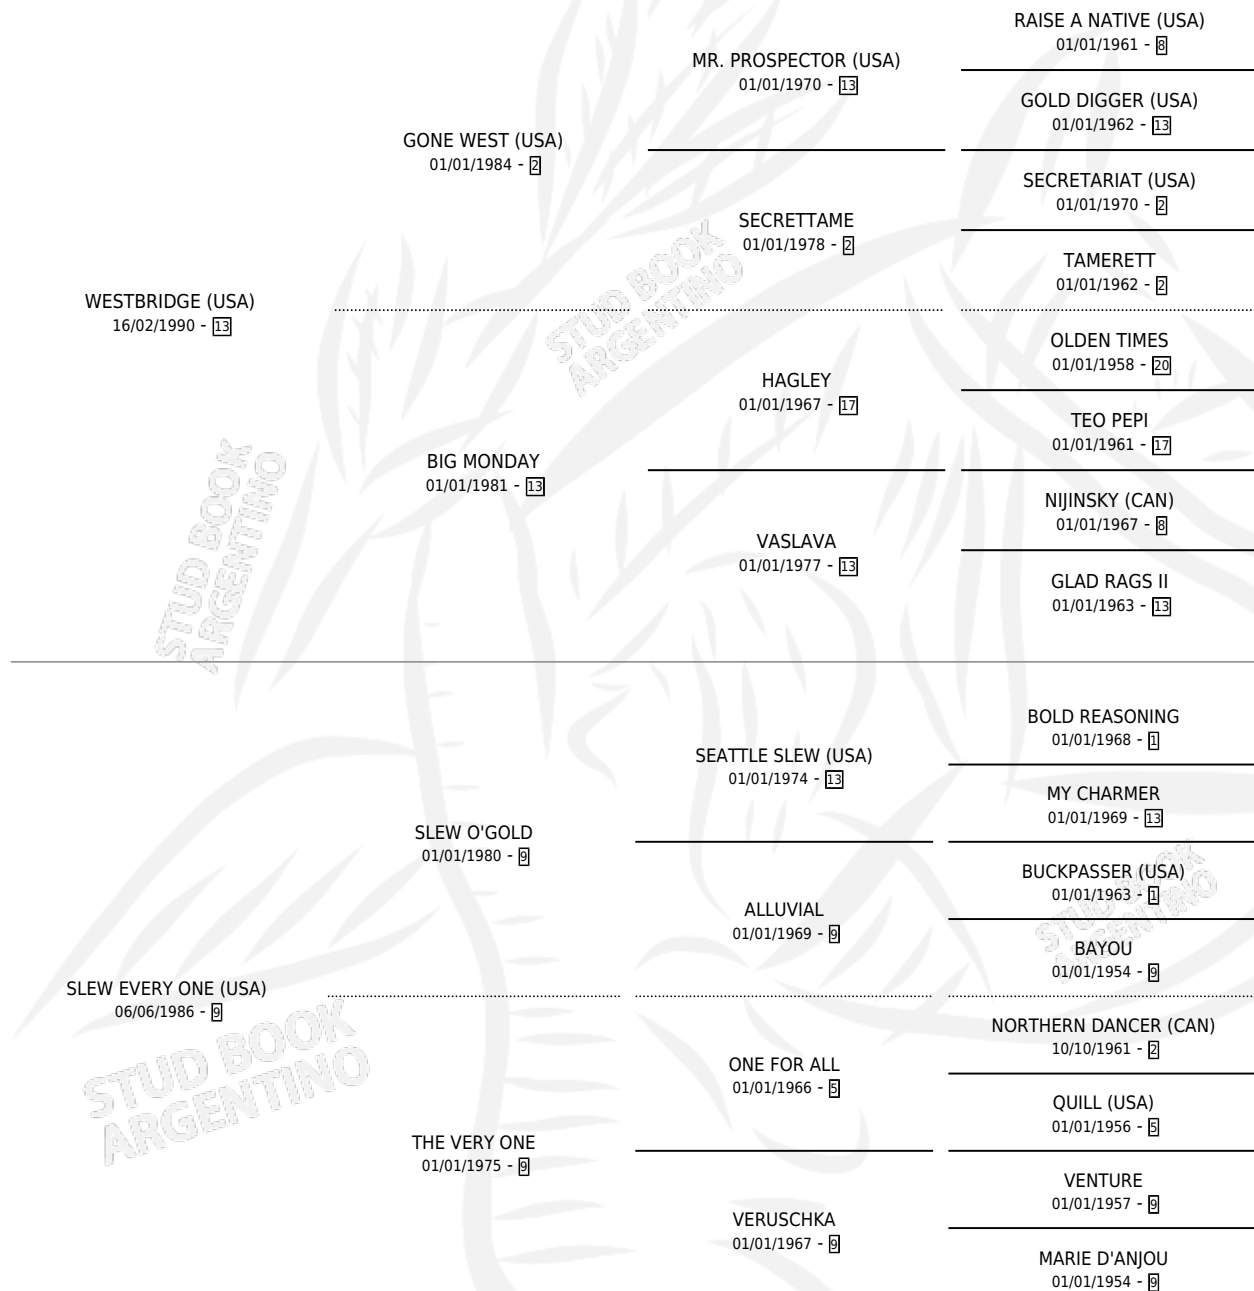 RAISE A NATIVE (USA)
01/01/1961 - 8
MR. PROSPECTOR (USA)
01/01/1970 - 13
GOLD DIGGER (USA)
01/01/1962 - 13
GONE WEST (USA)
01/01/1984 - 2
SECRETARIAT (USA)
01/01/1970 - 2
SECRETTAME
01/01/1978 - 2
TAMERETT
01/01/1962 - 2
WESTBRIDGE (USA)
16/02/1990 - 13
STUD BOOK
ARGENTINO
OLDEN TIMES
01/01/1958 - 20
HAGLEY
01/01/1967 - 17
TEO PEPI
01/01/1961 - 17
BIG MONDAY
01/01/1981 - 13
NIJINSKY (CAN)
01/01/1967 - 8
VASLAVA
01/01/1977 - 13
GLAD RAGS II
01/01/1963 - 13
STUD BOOK
ARGENTINO
BOLD REASONING
01/01/1968 - 1
SEATTLE SLEW (USA)
01/01/1974 - 13
MY CHARMER
01/01/1969 - 13
SLEW O'GOLD
01/01/1980 - 9
BUCKPASSER (USA)
01/01/1963 - 1
ALLUVIAL
01/01/1969 - 9
BAYOU
01/01/1954 - 9
STUD BOOK
ARGENTINO
SLEW EVERY ONE (USA)
06/06/1986 - 9
NORTHERN DANCER (CAN)
10/10/1961 - 2
ONE FOR ALL
01/01/1966 - 5
QUILL (USA)
01/01/1956 - 5
STUD BOOK
ARGENTINO
THE VERY ONE
01/01/1975 - 9
VENTURE
01/01/1957 - 9
VERUSCHKA
01/01/1967 - 9
MARIE D'ANJOU
01/01/1954 - 9